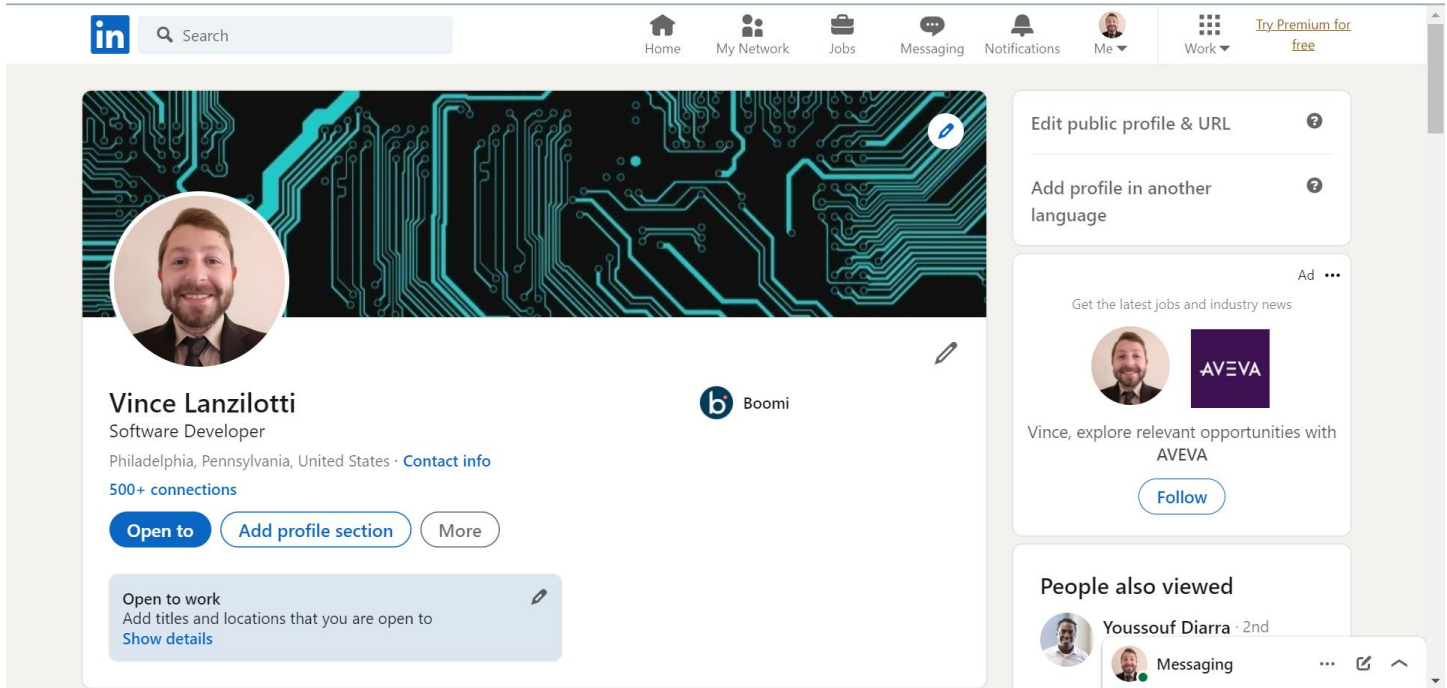 in
Search
Home
My Network
Jobs
Messaging
Notifications
Me
Work
Try Premium for
free
Vince Lanzilotti
Software Developer
Philadelphia, Pennsylvania, United States · Contact info
500+ connections
Open to
Add profile section
More
Open to work
Add titles and locations that you are open to
Show details
b Boomi
Edit public profile & URL
Add profile in another
language
Ad
Get the latest jobs and industry news
AVEVA
Vince, explore relevant opportunities with
AVEVA
Follow
People also viewed
Youssouf Diarra · 2nd
Messaging